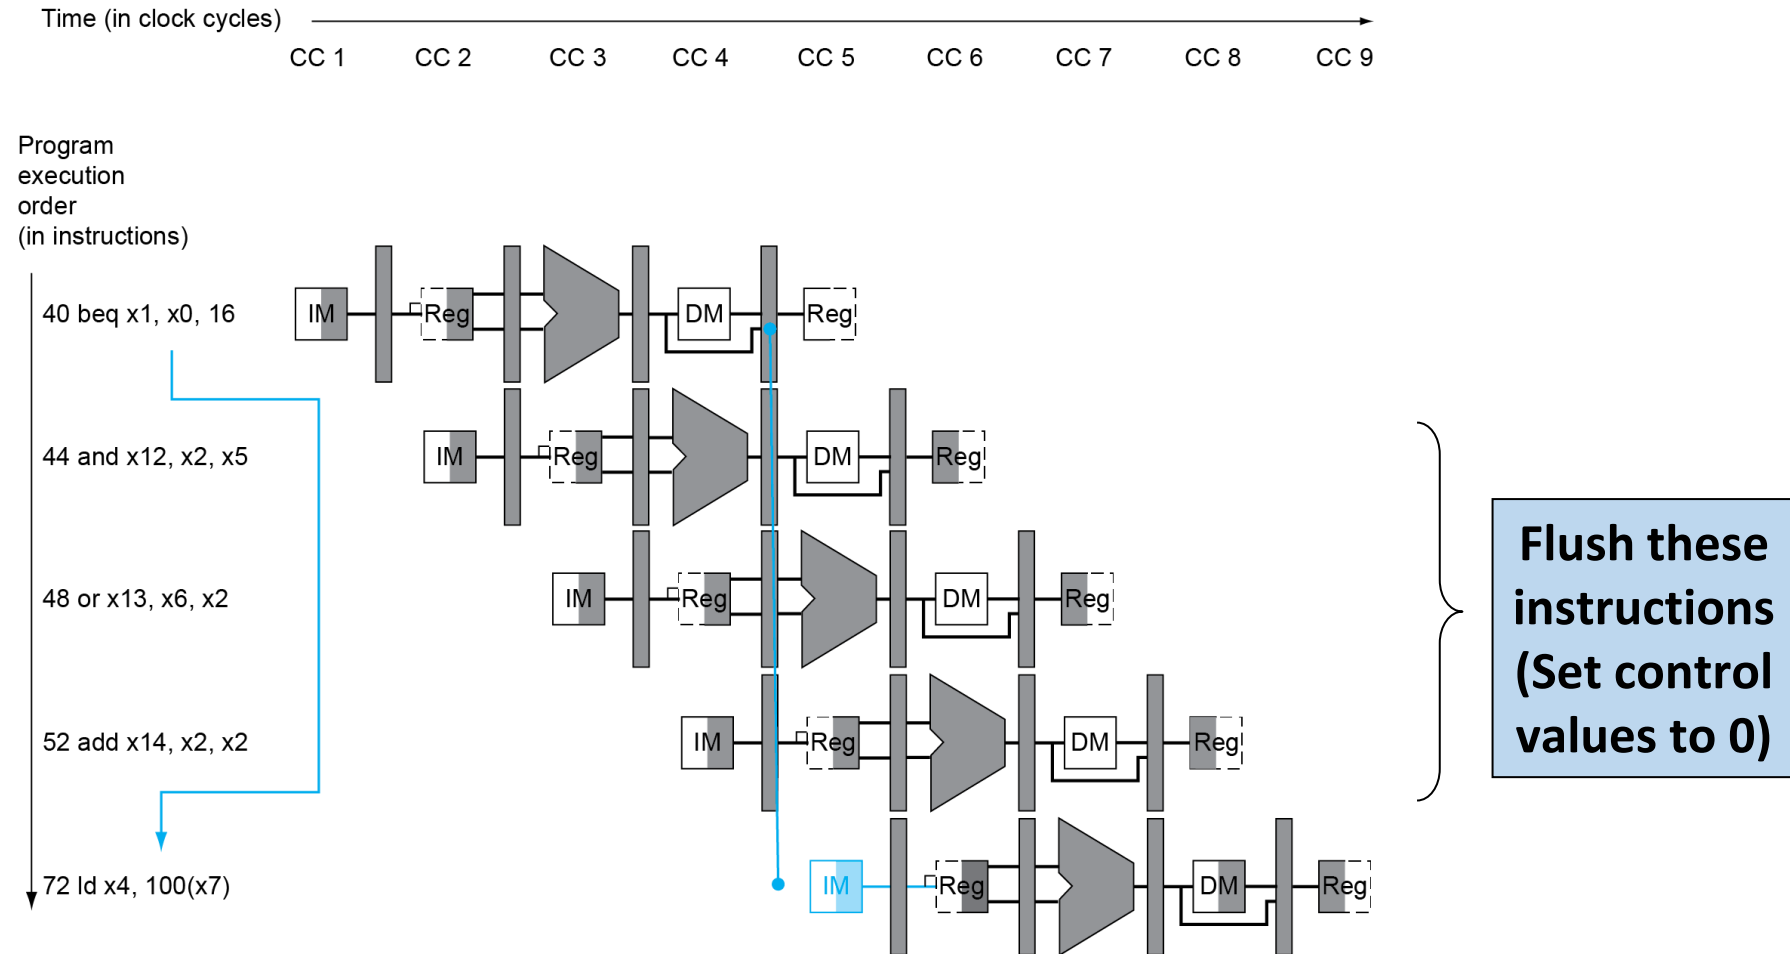 Time (in clock cycles)
CC 1 CC 2 CC 3 CC 4 CC 5 CC 6 CC 7 CC 8 CC 9
Program
execution
order
(in instructions)
40 beq x1, x0, 16
IM Reg DM Reg
44 and x12, x2, x5
IM Reg DM Reg
48 or x13, x6, x2
IM Reg DM Reg
52 add x14, x2, x2
IM Reg DM Reg
72 ld x4, 100(x7)
IM Reg DM Reg
Flush these
instructions
(Set control
values to 0)